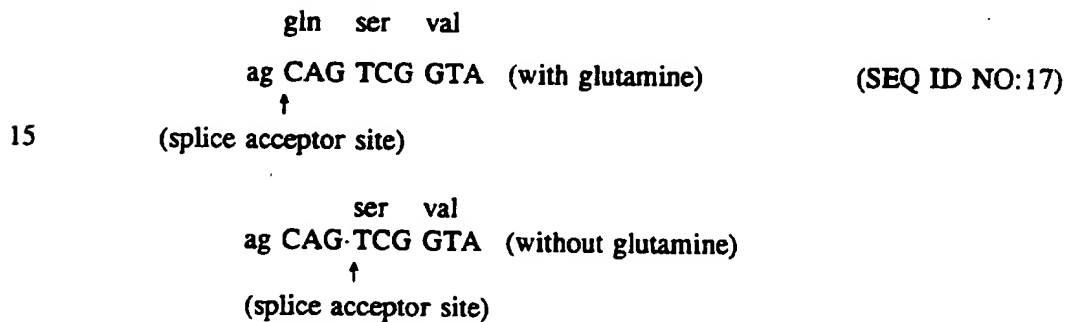 gln ser val
ag CAG TCG GTA (with glutamine) (SEQ ID NO:17)
↑
15 (splice acceptor site)
ser val
ag CAG·TCG GTA (without glutamine)
↑
(splice acceptor site)